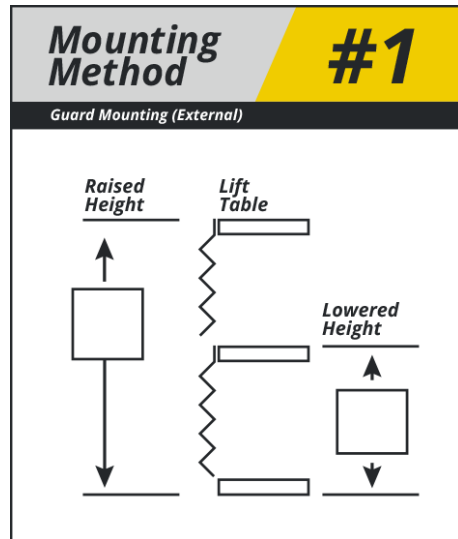 Mounting
Method
#1
Guard Mounting (External)
Raised
Height
Lift
Table
Lowered
Height